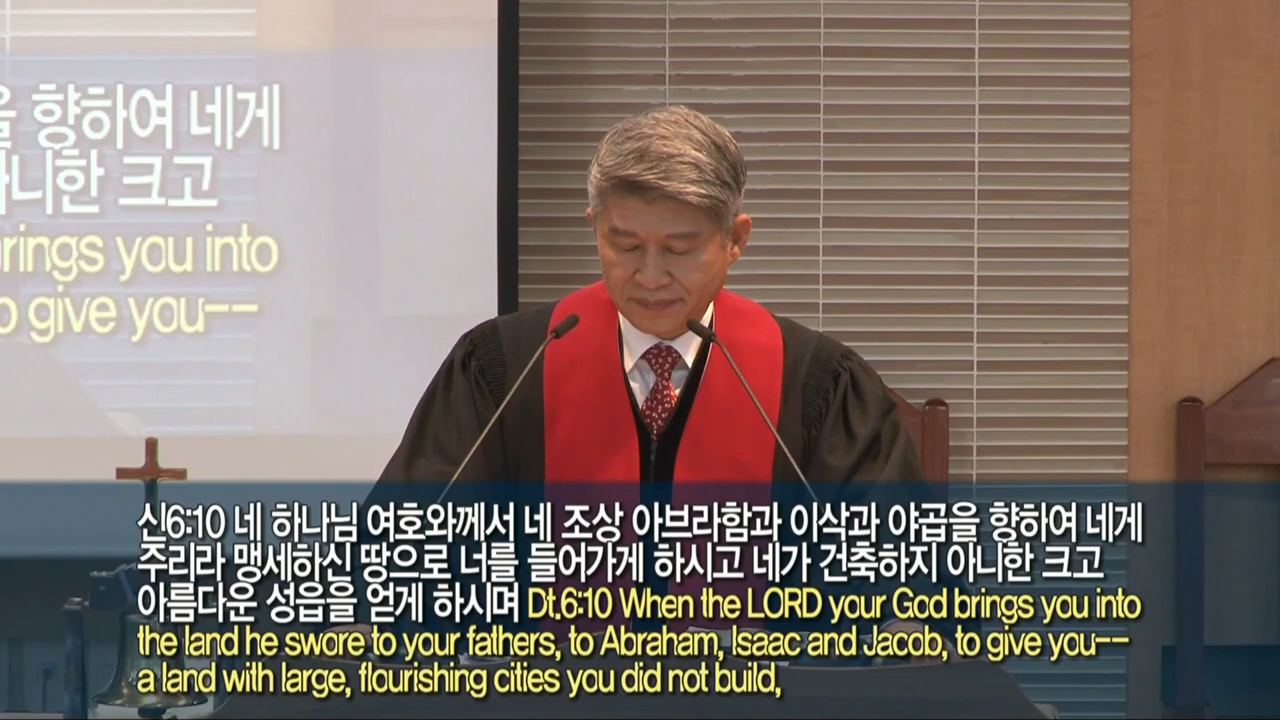 을 향하여 네게
아니한 크고
brings you into
to give you--
신6:10 네 하나님 여호와께서 네 조상 아브라함과 이삭과 야곱을 향하여 네게
주리라 맹세하신 땅으로 너를 들어가게 하시고 네가 건축하지 아니한 크고
아름다운 성읍을 얻게 하시며 Dt.6:10 When the LORD your God brings you into
the land he swore to your fathers, to Abraham, Isaac and Jacob, to give you--
a land with large, flourishing cities you did not build,